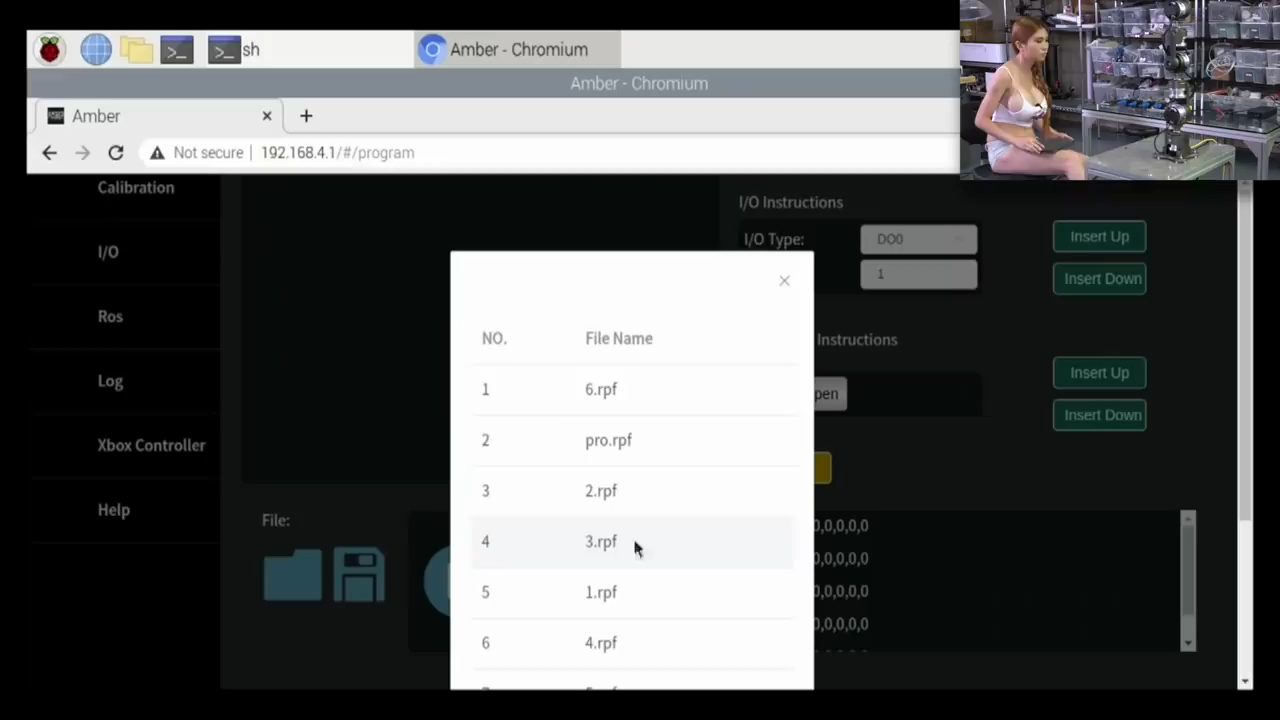 sh
Amber - Chromium
Amber - Chromium
Amber
Not secure
192.168.4.1/#/program
Calibration
I/O
Ros
Log
Xbox Controller
Help
I/O Instructions
I/O Type:
DO0
1
Insert Up
Insert Down
Instructions
pen
Insert Up
Insert Down
NO. File Name
1 6.rpf
2 pro.rpf
3 2.rpf
4 3.rpf
5 1.rpf
6 4.rpf
File:
0,0,0,0,0
0,0,0,0,0
0,0,0,0,0
0,0,0,0,0